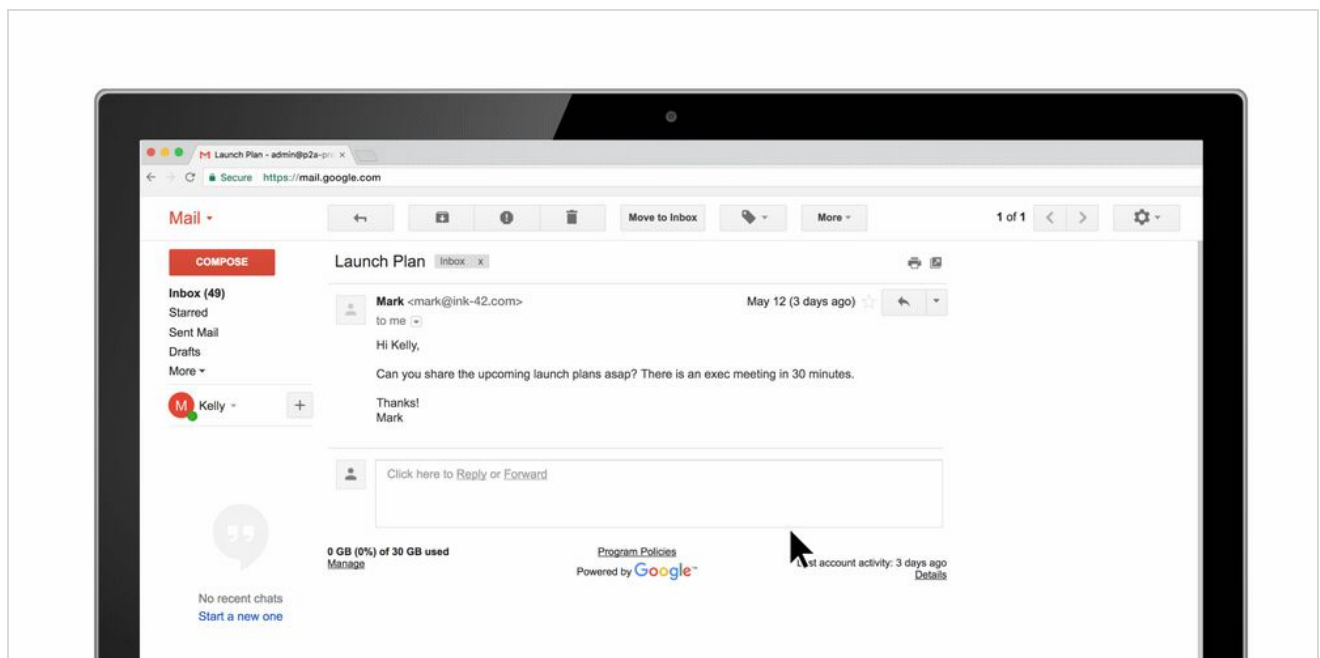 Launch Plan - admin@p2a-pr
Secure https://mail.google.com
Mail
Move to Inbox
More
1 of 1
COMPOSE
Launch Plan
Inbox x
Inbox (49)
Starred
Sent Mail
Drafts
More
Mark <mark@ink-42.com>
May 12 (3 days ago)
to me
Hi Kelly,
Can you share the upcoming launch plans asap? There is an exec meeting in 30 minutes.
Thanks!
Mark
M Kelly
Click here to Reply or Forward
0 GB (0%) of 30 GB used
Manage
Program Policies
Powered by Google™
st account activity: 3 days ago
Details
No recent chats
Start a new one